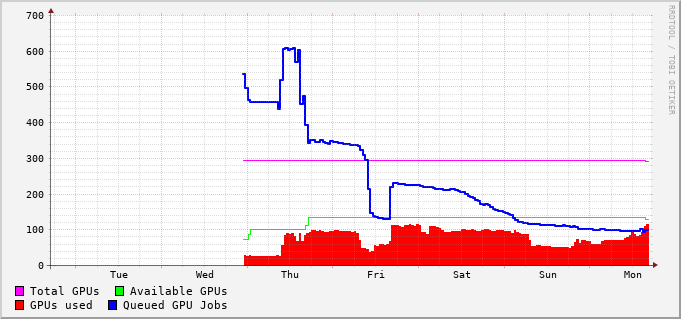 700
600
500
400
300
200
100
0
Tue Wed Thu Fri Sat Sun Mon
Total GPUs Available GPUs
GPUs used Queued GPU Jobs
RRDTOOL / TOBI OETIKER